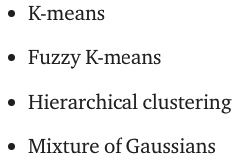 • K-means
• Fuzzy K-means
• Hierarchical clustering
• Mixture of Gaussians